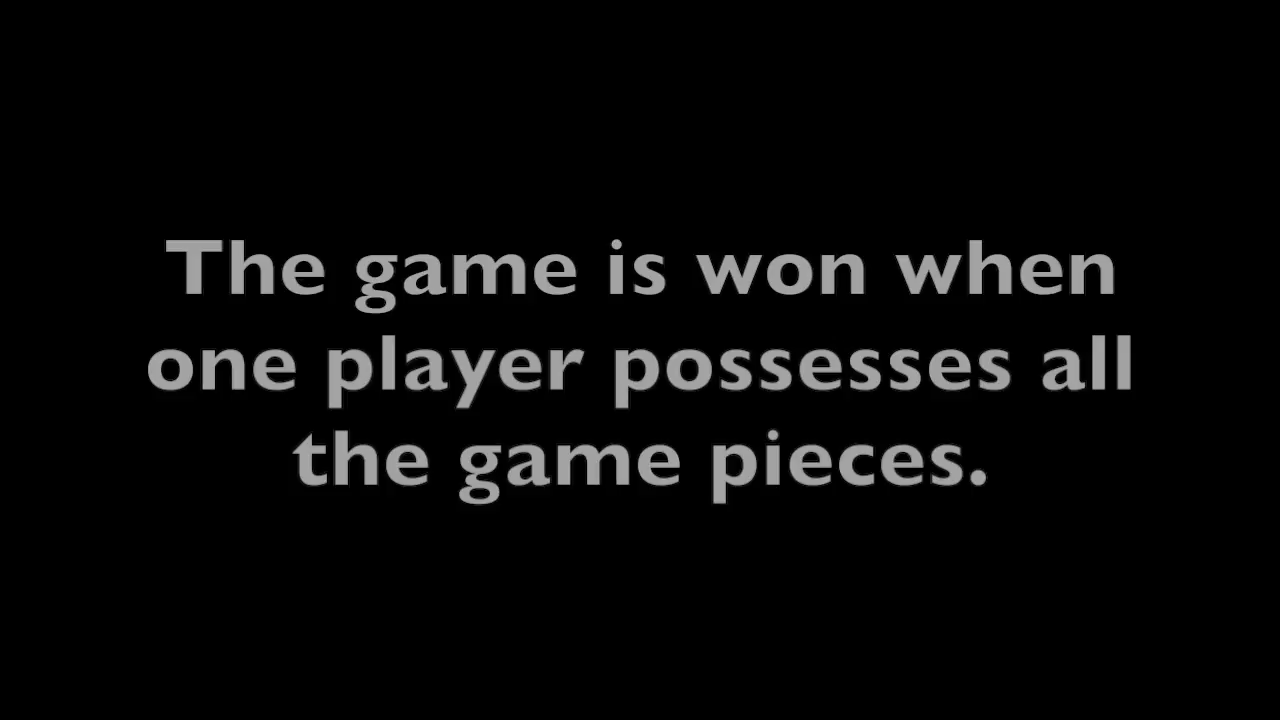 The game is won when
one player possesses all
the game pieces.